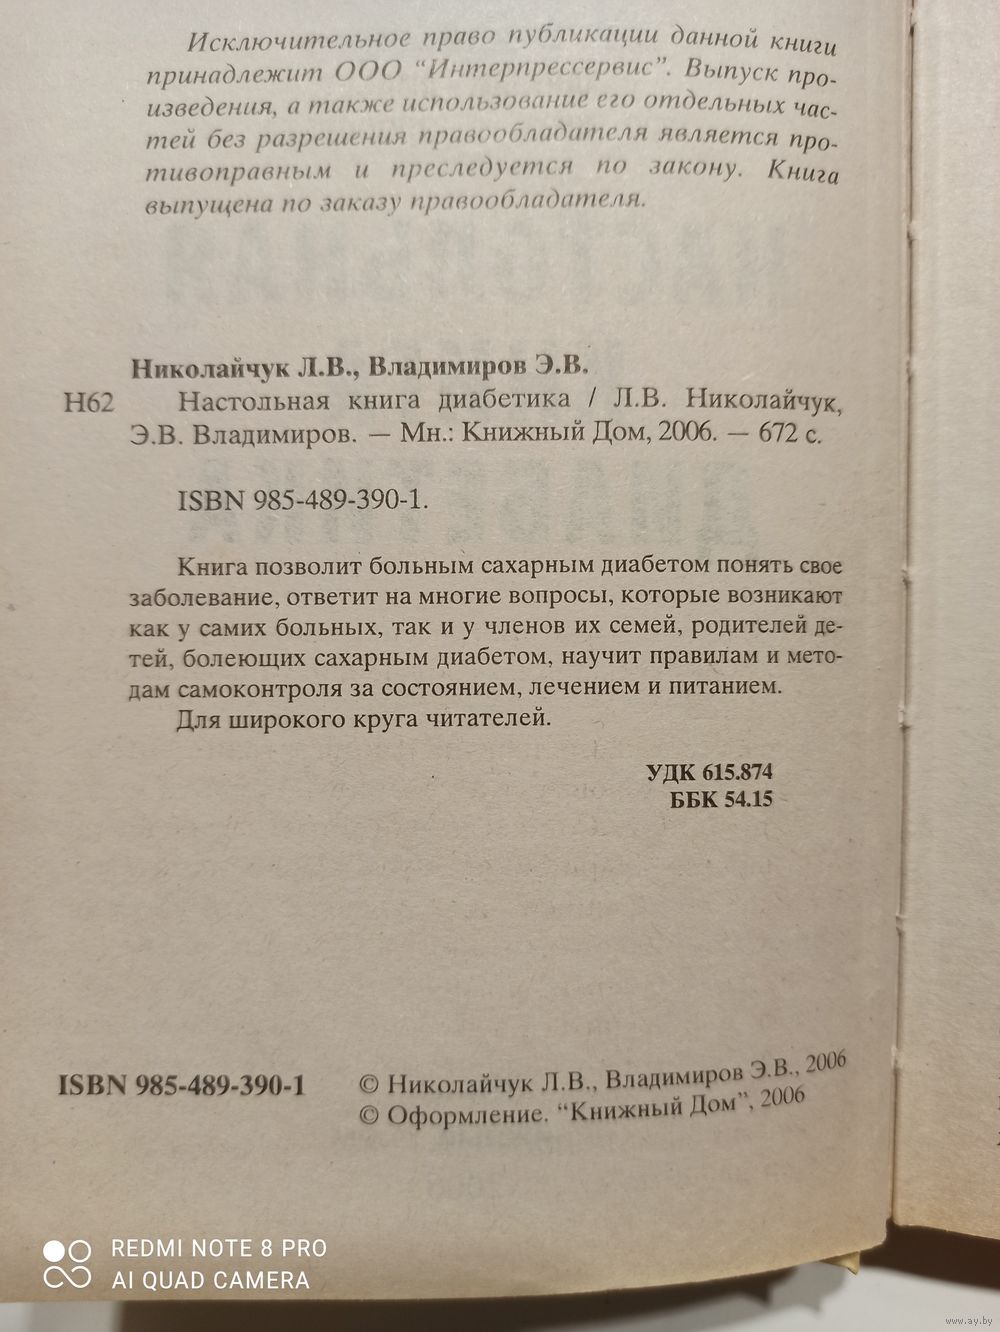 Исключительное право публикации данной книги
принадлежит ООО “Интерпрессервис”. Выпуск про-
изведения, а также использование его отдельных час-
тей без разрешения правообладателя является про-
тивоправным и преследуется по закону. Книга
выпущена по заказу правообладателя.
Николайчук Л.В., Владимиров Э.В.
Н62 Настольная книга диабетика / Л.В. Николайчук,
Э.В. Владимиров. — Мн.: Книжный Дом, 2006. — 672 с.
ISBN 985-489-390-1.
Книга позволит больным сахарным диабетом понять свое
заболевание, ответит на многие вопросы, которые возникают
как у самих больных, так и у членов их семей, родителей де-
тей, болеющих сахарным диабетом, научит правилам и мето-
дам самоконтроля за состоянием, лечением и питанием.
Для широкого круга читателей.
УДК 615.874
ББК 54.15
ISBN 985-489-390-1
© Николайчук Л.В., Владимиров Э.В., 2006
© Оформление. “Книжный Дом”, 2006
REDMI NOTE 8 PRO
AI QUAD CAMERA
www.ay.by